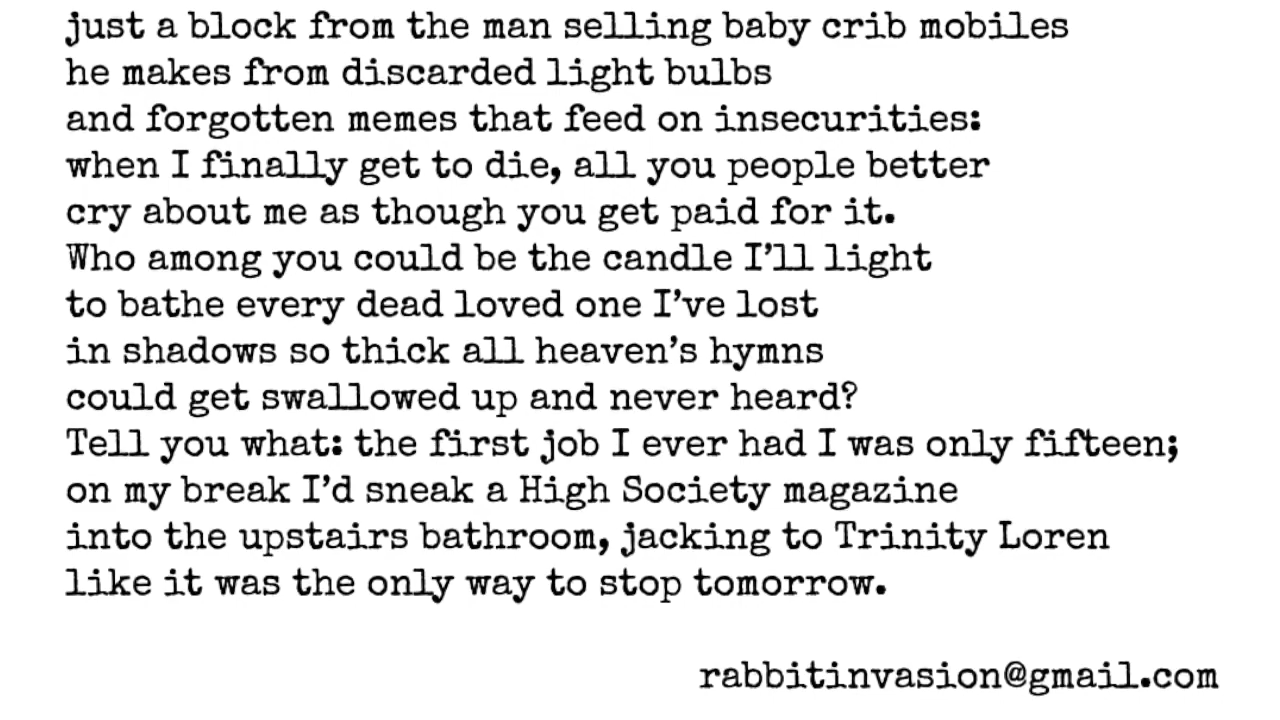 just a block from the man selling baby crib mobiles
he makes from discarded light bulbs
and forgotten memes that feed on insecurities:
when I finally get to die, all you people better
cry about me as though you get paid for it.
Who among you could be the candle I’ll light
to bathe every dead loved one I’ve lost
in shadows so thick all heaven’s hymns
could get swallowed up and never heard?
Tell you what: the first job I ever had I was only fifteen;
on my break I’d sneak a High Society magazine
into the upstairs bathroom, jacking to Trinity Loren
like it was the only way to stop tomorrow.
rabbitinvasion@gmail.com